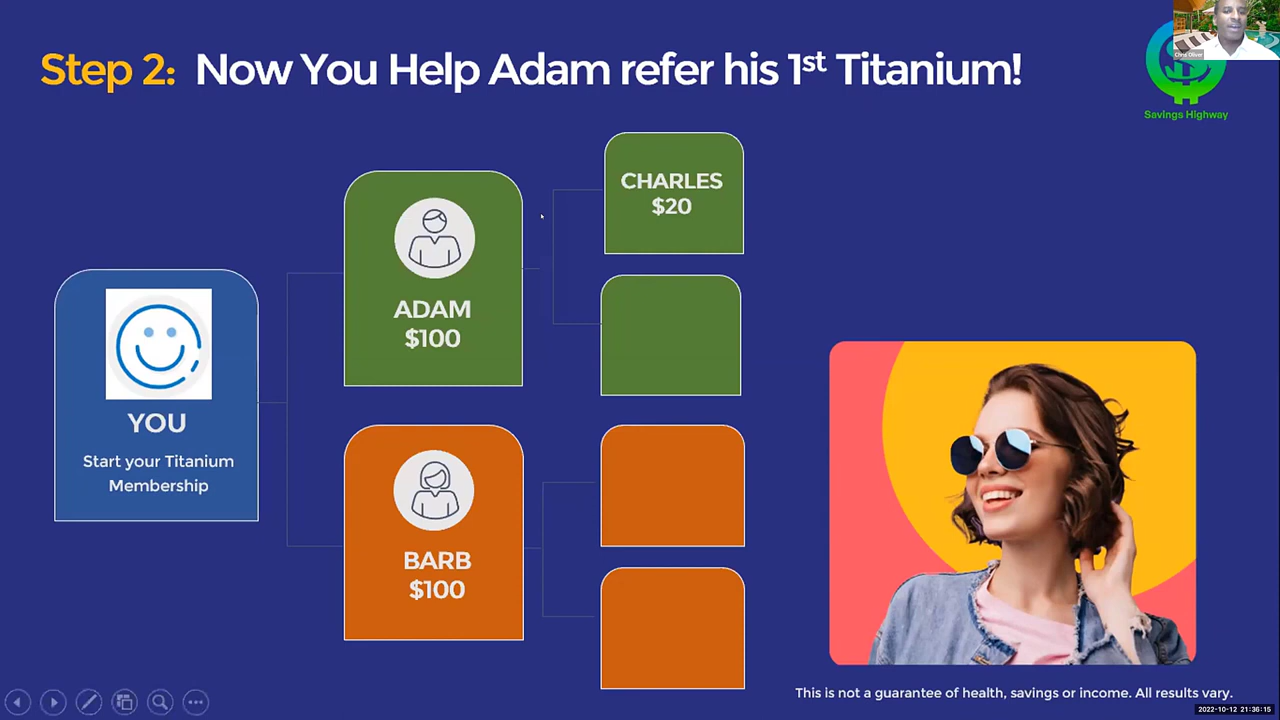 Step 2: Now You Help Adam refer his 1st Titanium!
Chris Oliver
Savings Highway
CHARLES
$20
ADAM
$100
YOU
Start your Titanium
Membership
BARB
$100
This is not a guarantee of health, savings or income. All results vary.
2022-10-12 21:36:15